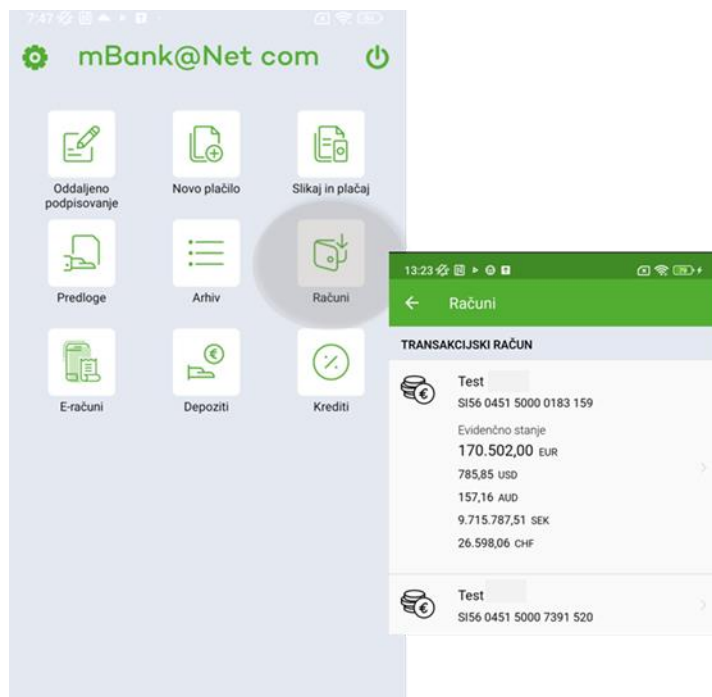 7:47
mBank@Net com
Oddaljeno
podpisovanje
Novo plačilo
Slikaj in plačaj
Predloge
Arhiv
Računi
E-računi
Depoziti
Krediti
13:23
Računi
TRANSAKCIJSKI RAČUN
Test
SI56 0451 5000 0183 159
Evidenčno stanje
170.502,00 EUR
785,85 USD
157,16 AUD
9.715.787,51 SEK
26.598,06 CHF
Test
SI56 0451 5000 7391 520